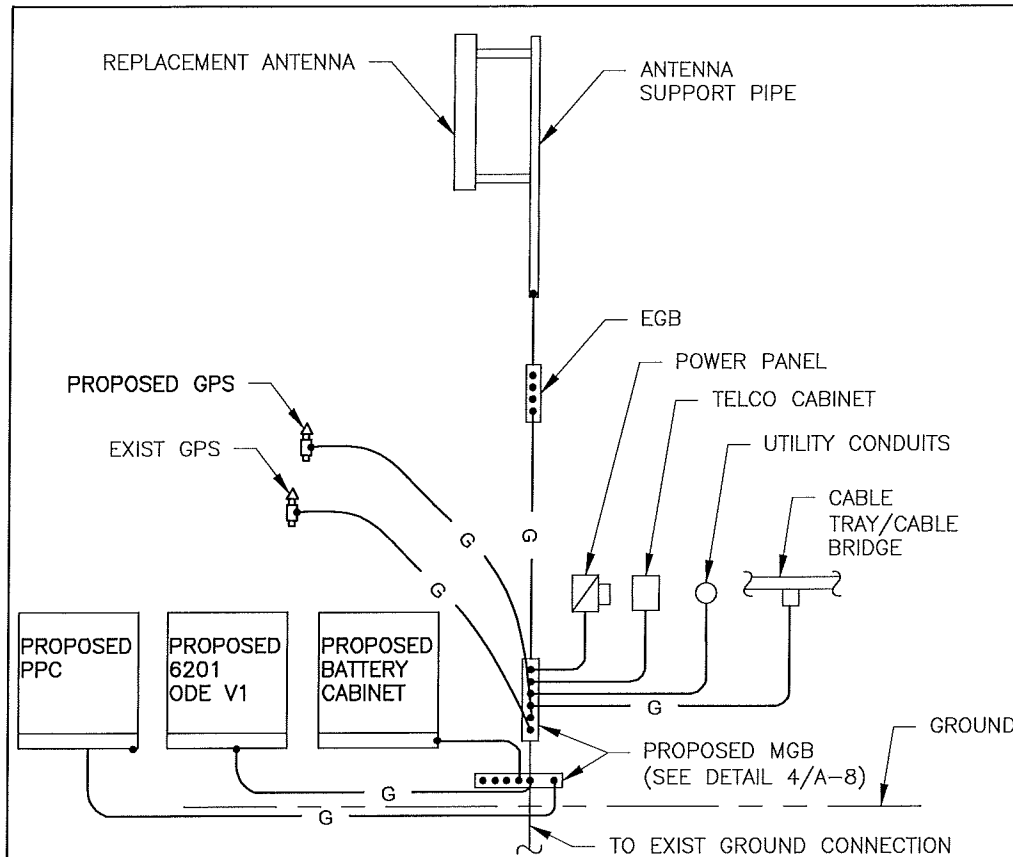 REPLACEMENT ANTENNA
ANTENNA
SUPPORT PIPE
EGB
POWER PANEL
PROPOSED GPS
TELCO CABINET
EXIST GPS
UTILITY CONDUITS
CABLE
TRAY/CABLE
BRIDGE
G
G
G
PROPOSED
PPC
PROPOSED
6201
ODE V1
PROPOSED
BATTERY
CABINET
G
GROUND
PROPOSED MGB
(SEE DETAIL 4/A-8)
G
G
TO EXIST GROUND CONNECTION